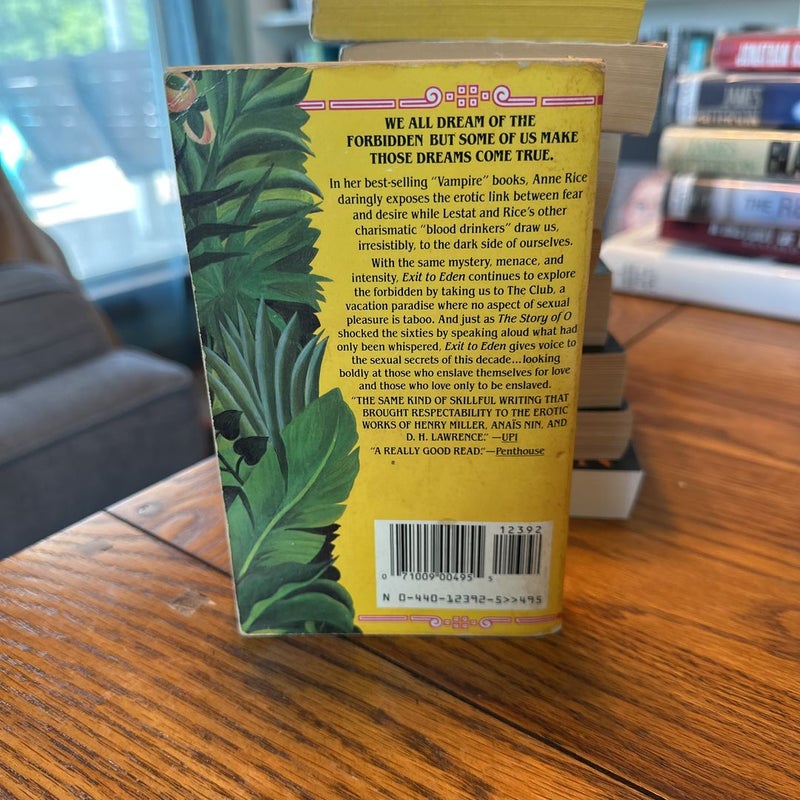 WE ALL DREAM OF THE
FORBIDDEN BUT SOME OF US MAKE
THOSE DREAMS COME TRUE.
In her best-selling "Vampire" books, Anne Rice
daringly exposes the erotic link between fear
and desire while Lestat and Rice's other
charismatic "blood drinkers" draw us,
irresistibly, to the dark side of ourselves.
With the same mystery, menace, and
intensity, Exit to Eden continues to explore
the forbidden by taking us to The Club, a
vacation paradise where no aspect of sexual
pleasure is taboo. And just as The Story of O
shocked the sixties by speaking aloud what had
only been whispered, Exit to Eden gives voice to
the sexual secrets of this decade...looking
boldly at those who enslave themselves for love
and those who love only to be enslaved.
"THE SAME KIND OF SKILLFUL WRITING THAT
BROUGHT RESPECTABILITY TO THE EROTIC
WORKS OF HENRY MILLER, ANAÏS NIN, AND
D. H. LAWRENCE." —UPI
"A REALLY GOOD READ."—Penthouse
12392
0 71009 00495 5
N 0-440-12392-5>>495
JONATHAN
JAMES
PATTERSON
THE